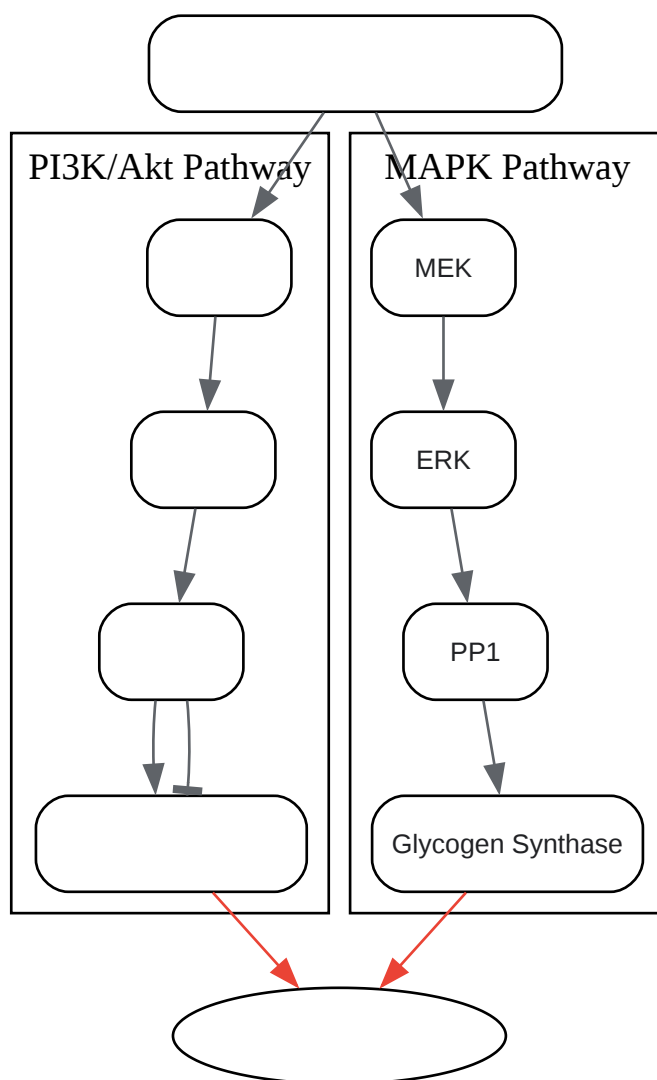 PI3K/Akt Pathway
MAPK Pathway
MEK
ERK
PP1
Glycogen Synthase